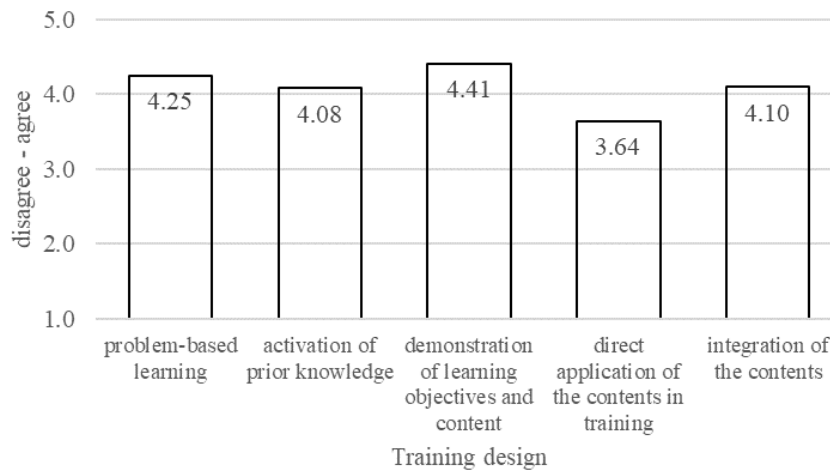 5.0
4.0
3.0
2.0
1.0
disagree - agree
4.25
4.08
4.41
3.64
4.10
problem-based
learning
activation of
prior knowledge
demonstration
of learning
objectives and
content
direct
application of
the contents in
training
integration of
the contents
Training design